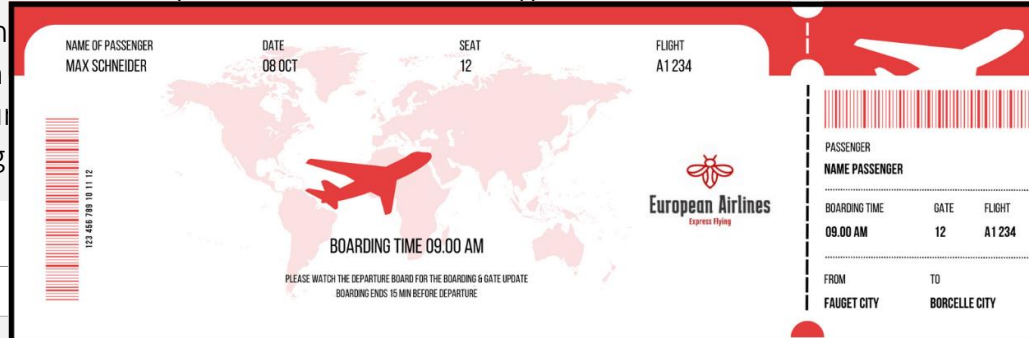 NAME OF PASSENGER DATE SEAT FLIGHT
MAX SCHNEIDER 08 OCT 12 A1 234
123 456 789 10 11 12
European Airlines
Express Flying
BOARDING TIME 09.00 AM
PLEASE WATCH THE DEPARTURE BOARD FOR THE BOARDING & GATE UPDATE
BOARDING ENDS 15 MIN BEFORE DEPARTURE
PASSENGER
NAME PASSENGER
BOARDING TIME GATE FLIGHT
09.00 AM 12 A1 234
FROM TO
FAUGET CITY BORCELLE CITY